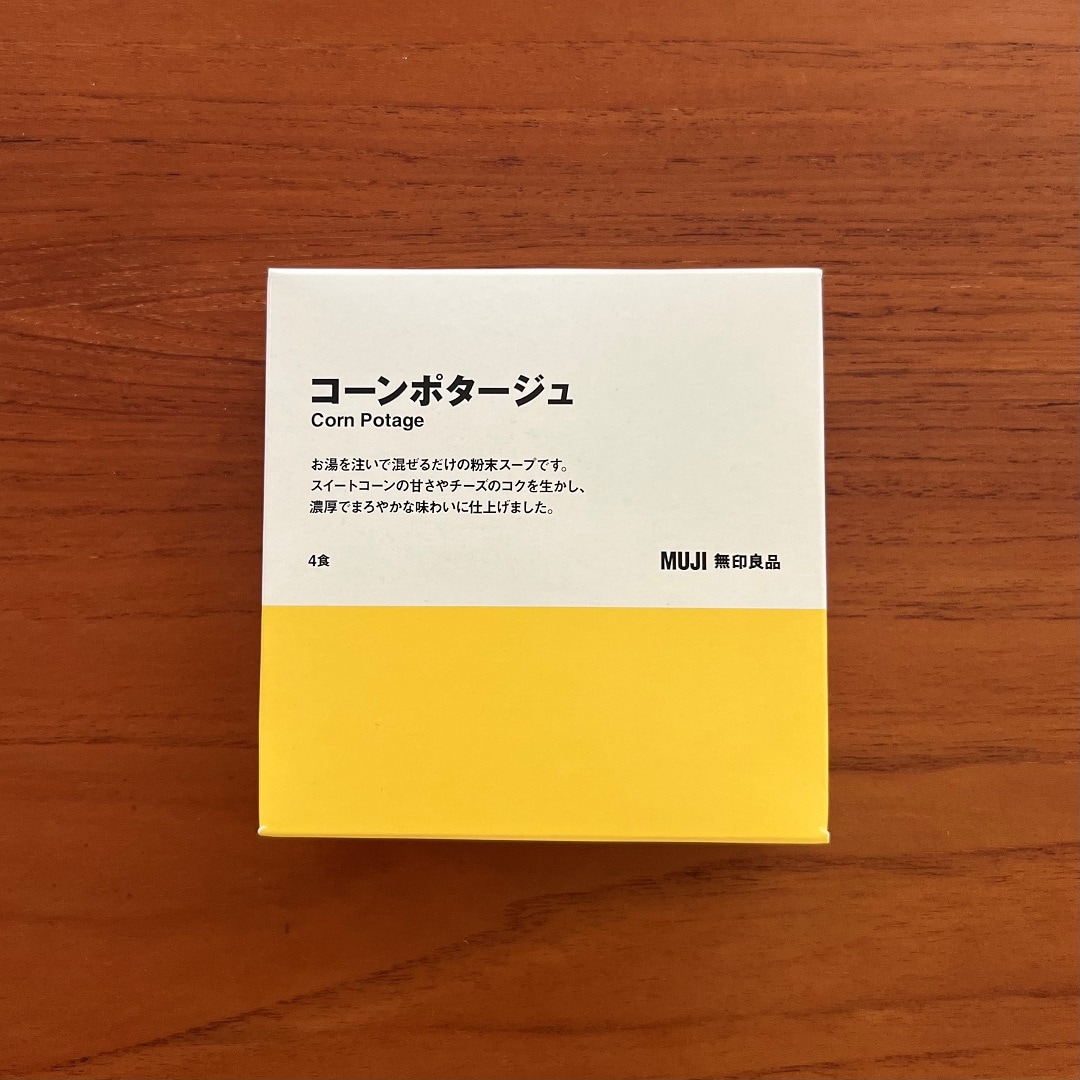 コーンポタージュ
Corn Potage
お湯を注いで混ぜるだけの粉末スープです。
スイートコーンの甘さやチーズのコクを生かし、
濃厚でまろやかな味わいに仕上げました。
4食
MUJI 無印良品